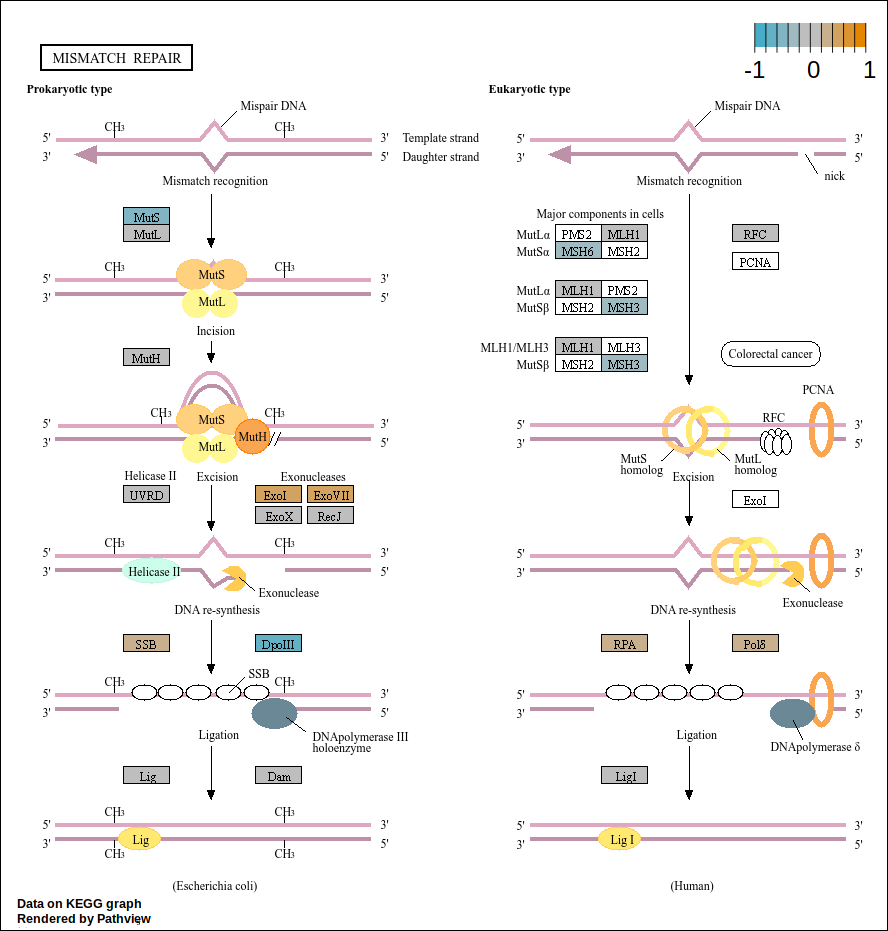 MISMATCH REPAIR
-1 0 1
Prokaryotic type
Eukaryotic type
Mispair DNA
Mispair DNA
CH3 CH3
5' 3' Template strand 5' 3'
3' 5' Daughter strand 3' 5'
nick
Mismatch recognition
Mismatch recognition
MutS
MutL
Major components in cells
MutLα PMS2 MLH1 RFC
MutSα MSH6 MSH2
PCNA
CH3 CH3
5' MutS 3'
3' MutL 5'
MutLα MLH1 PMS2
MutSβ MSH2 MSH3
Incision
MutH
MLH1/MLH3 MLH1 MLH3
MutSβ MSH2 MSH3
Colorectal cancer
PCNA
CH3 CH3
RFC
5' MutS 3' 5' 3'
MutH
3' MutL 5' 3' 5'
MutS homolog
MutL homolog
Helicase II Excision Exonucleases
Excision
UVRD ExoI ExoVII
ExoX RecJ
ExoI
CH3 CH3
5' 3' 5' 3'
3' Helicase II 5' 3' 5'
Exonuclease
Exonuclease
DNA re-synthesis
DNA re-synthesis
SSB DpoIII
RPA Polδ
CH3 SSB CH3
5' 3' 5' 3'
3' 5' 3' 5'
DNApolymerase III
holoenzyme
DNApolymerase δ
Ligation
Ligation
Lig Dam
LigI
CH3 CH3
5' 3' 5' 3'
3' Lig 5' 3' Lig I 5'
CH3 CH3
(Escherichia coli)
(Human)
Data on KEGG graph
Rendered by Pathview